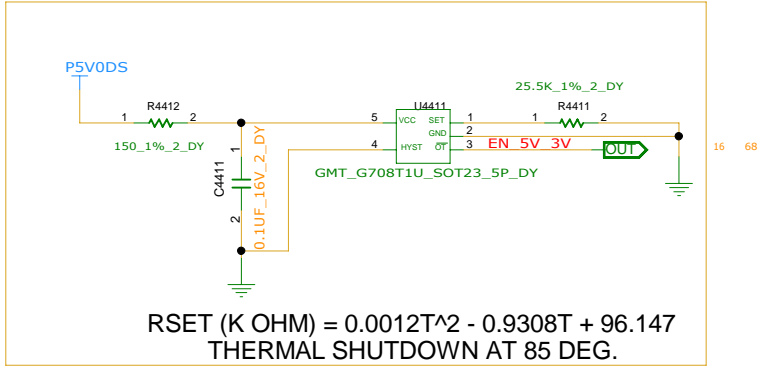 P5V0DS
R4412
1 2
150_1%_2_DY
C4411
1
2
0.1UF_16V_2_DY
U4411
5 VCC SET 1
GND 2
4 HYST OT 3
GMT_G708T1U_SOT23_5P_DY
25.5K_1%_2_DY
R4411
1 2
EN_5V_3V
OUT
16 68
RSET (K OHM) = 0.0012T^2 - 0.9308T + 96.147
THERMAL SHUTDOWN AT 85 DEG.